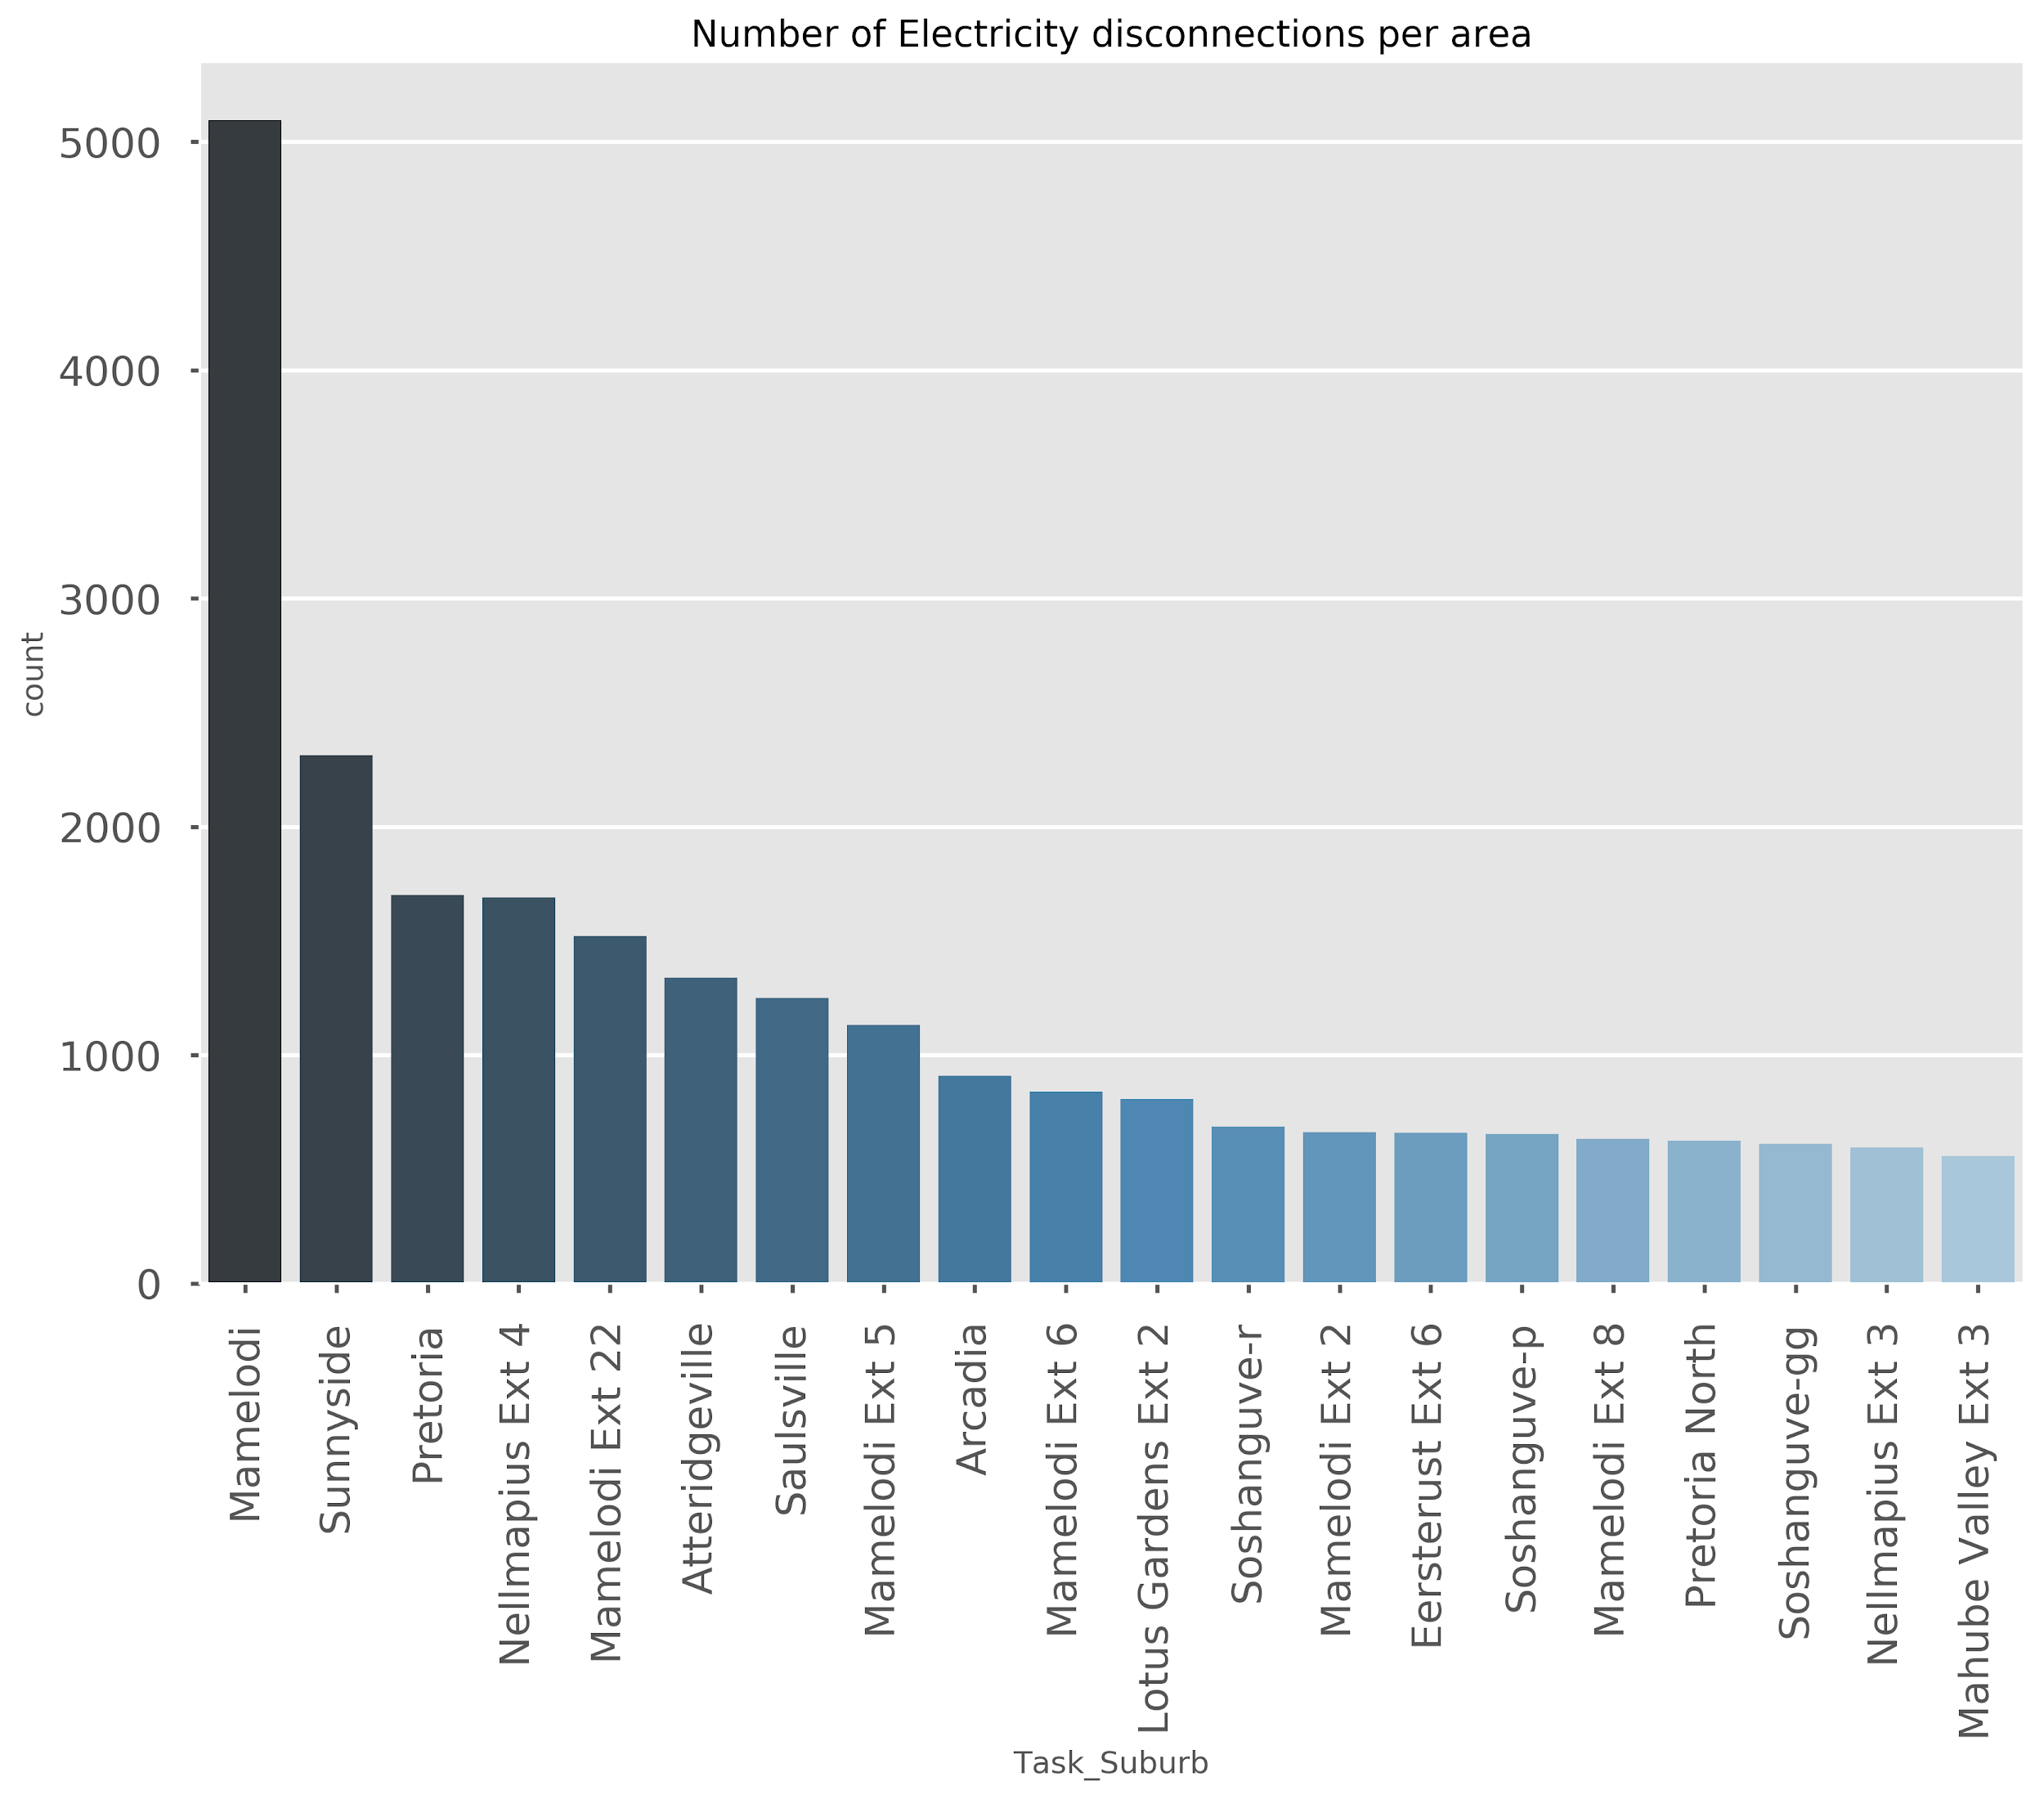 Number of Electricity disconnections per area
count
5000
4000
3000
2000
1000
0
Mamelodi
Sunnyside
Pretoria
Nellmapius Ext 4
Mamelodi Ext 22
Atteridgeville
Saulsville
Mamelodi Ext 5
Arcadia
Mamelodi Ext 6
Lotus Gardens Ext 2
Soshanguve-r
Mamelodi Ext 2
Eersterust Ext 6
Soshanguve-p
Mamelodi Ext 8
Pretoria North
Soshanguve-gg
Nellmapius Ext 3
Mahube Valley Ext 3
Task_Suburb